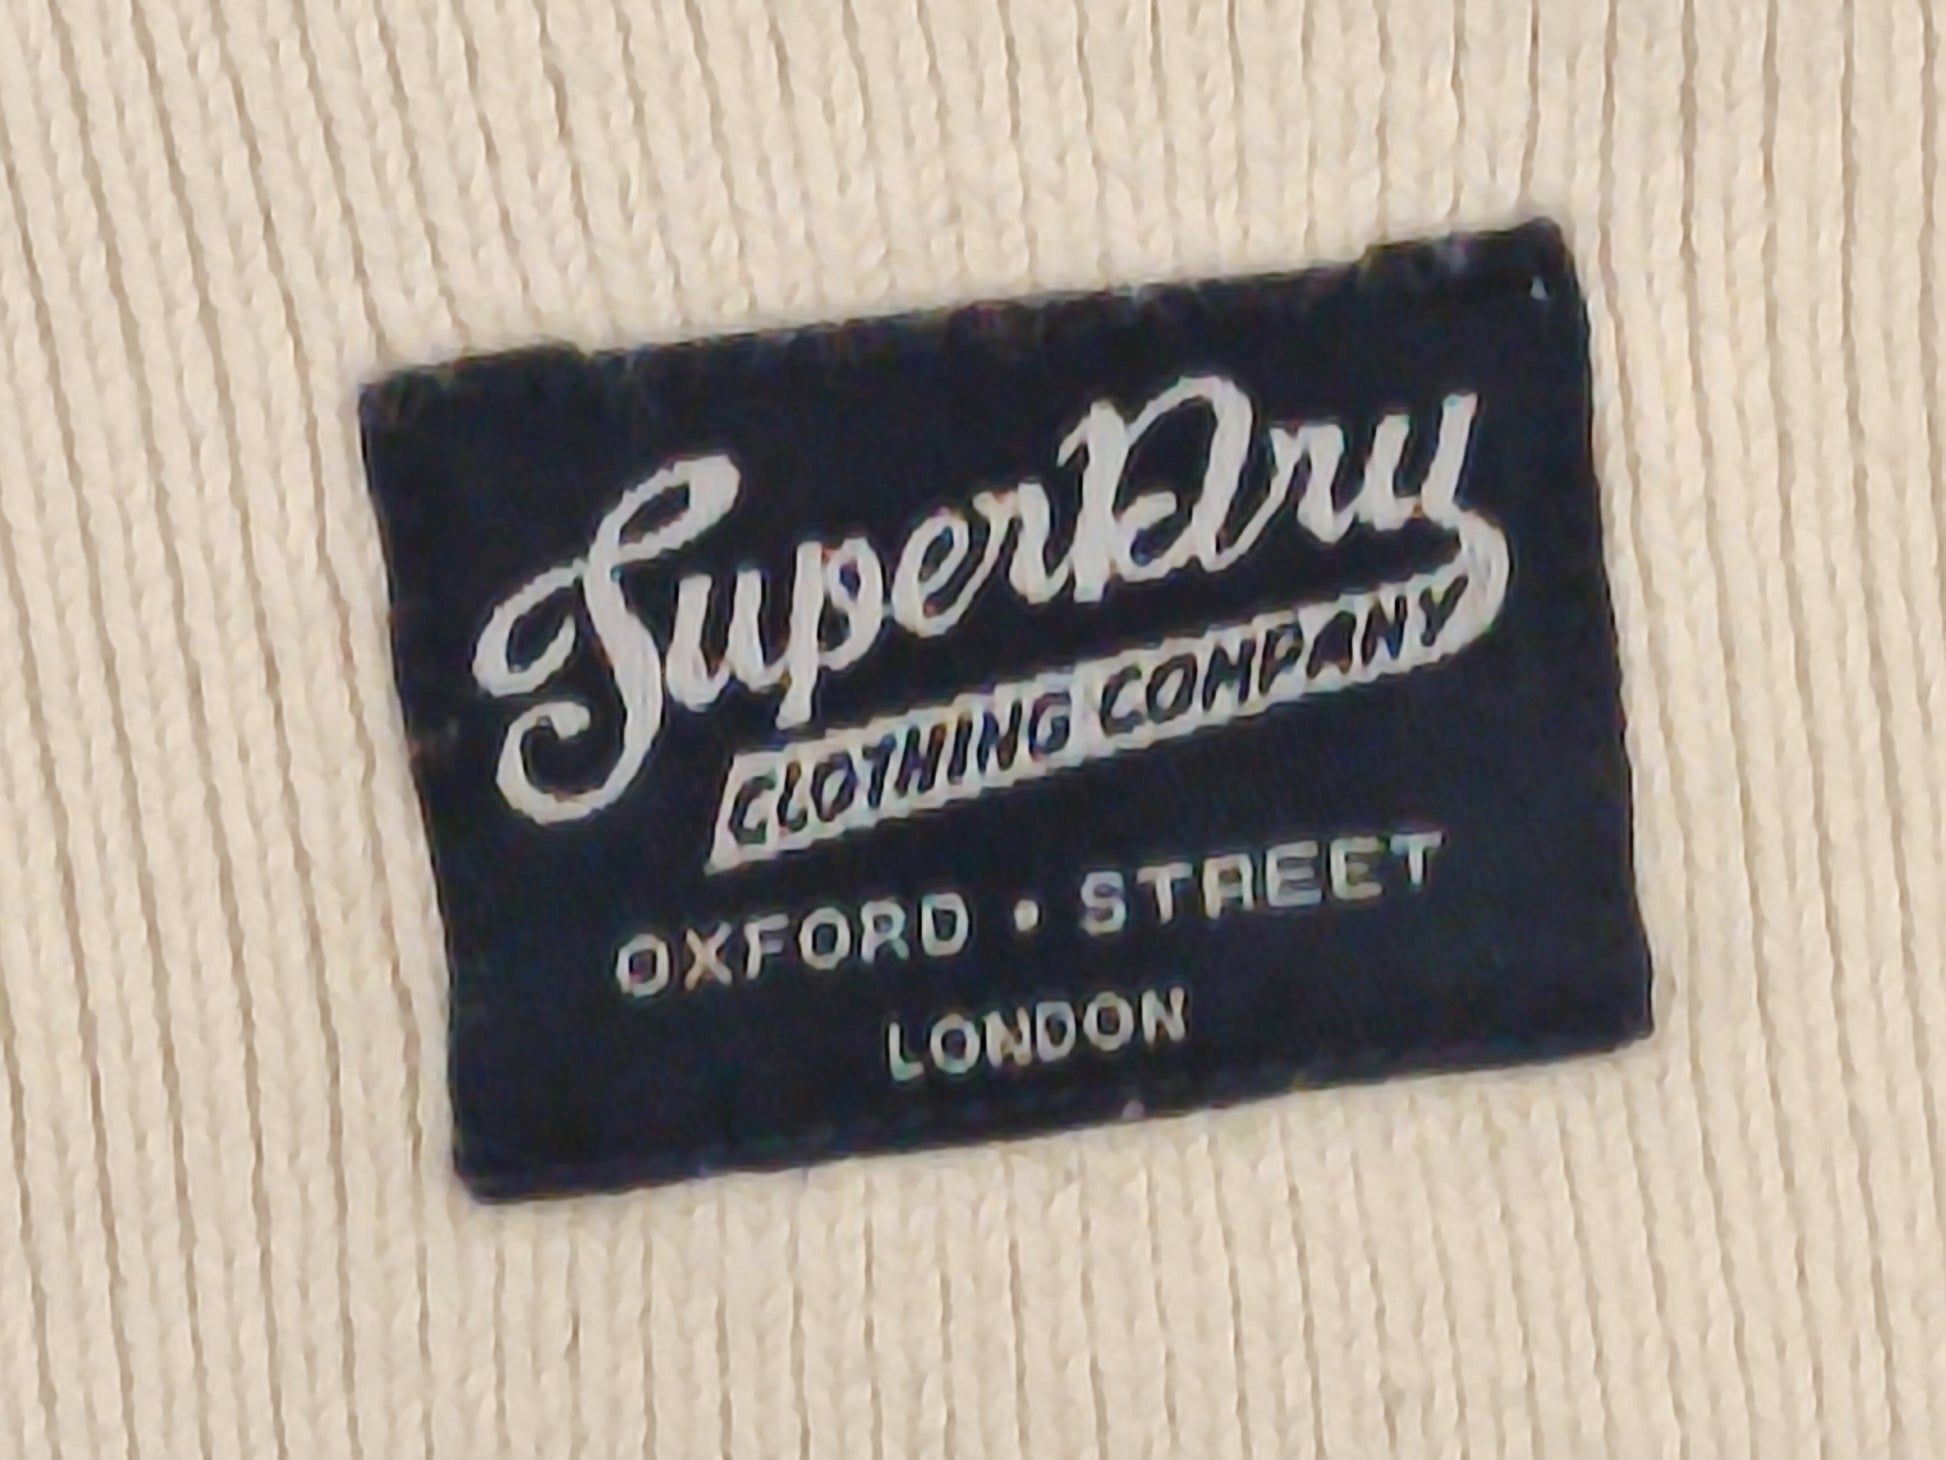 SuperDry
CLOTHING COMPANY
OXFORD • STREET
LONDON